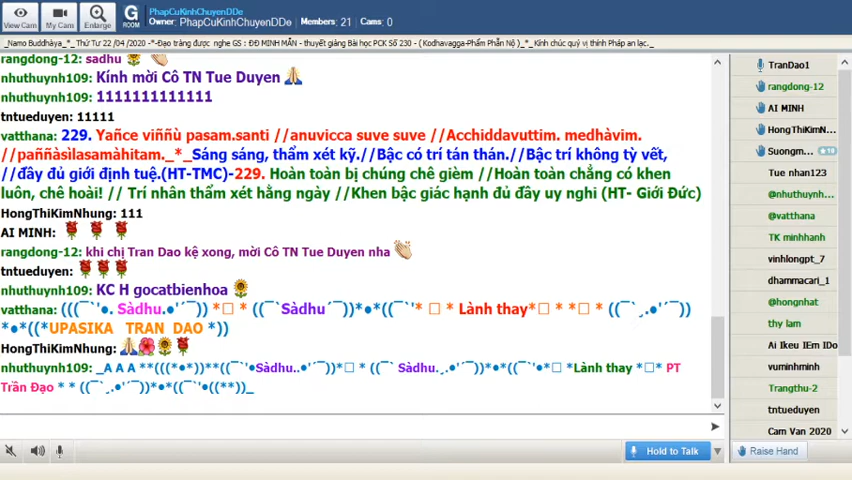 View Cam
My Cam
Enlarge
G
ROOM
PhapCuKinhChuyenDDe
Owner: PhapCuKinhChuyenDDe Members: 21 Cams: 0
_Namo Buddhàya_*_ Thứ Tư 22 /04 /2020 -*-Đạo tràng được nghe GS : ĐĐ MINH MẪN - thuyết giảng Bài học PCK Số 230 - ( Kodhavagga-Phẩm Phẫn Nộ )_*_Kính chúc quý vị thính Pháp an lạc._
rangdong-12: sadhu
nhuthuynh109: Kính mời Cô TN Tue Duyen
nhuthuynh109: 1111111111111
tntueduyen: 11111
vatthana: 229. Yañce viññù pasam.santi //anuvicca suve suve //Acchiddavuttim. medhàvim.
//paññàsìlasamàhitam._*_Sáng sáng, thẩm xét kỹ.//Bậc có trí tán thán.//Bậc trí không tỳ vết,
//đầy đủ giới định tuệ.(HT-TMC)-229. Hoàn toàn bị chúng chê gièm //Hoàn toàn chẳng có khen
luôn, chê hoài! // Trí nhân thẩm xét hằng ngày //Khen bậc giác hạnh đủ đầy uy nghi (HT- Giới Đức)
HongThiKimNhung: 111
AI MINH:
rangdong-12: khi chị Tran Dao kệ xong, mời Cô TN Tue Duyen nha
tntueduyen:
nhuthuynh109: KC H gocatbienhoa
vatthana: (((¯`'•. Sàdhu.•'´¯)) *□ * ((¯`Sàdhu´¯))*•*((¯`'* □ * Lành thay*□ * *□ * ((¯`¸.•'´¯))
*•*((*UPASIKA TRAN DAO *))
HongThiKimNhung:
nhuthuynh109: _A A A **(((*•*))**((¯`'•Sàdhu..•'´¯))*□ * ((¯` Sàdhu.¸.•'´¯))*•*((¯`'•*□ *Lành thay *□* PT
Trần Đạo * * ((¯`¸.•'´¯))*•*((¯`'•((**))_
Hold to Talk
TranDao1
rangdong-12
AI MINH
HongThiKimN...
Suongm...
Tue nhan123
@nhuthuynh...
@vatthana
TK minhhanh
vinhlongpt_7
dhammacari_1
@hongnhat
thy lam
Ai Ikeu IEm IDo
vuminhminh
Trangthu-2
tntueduyen
Cam Van 2020
Raise Hand